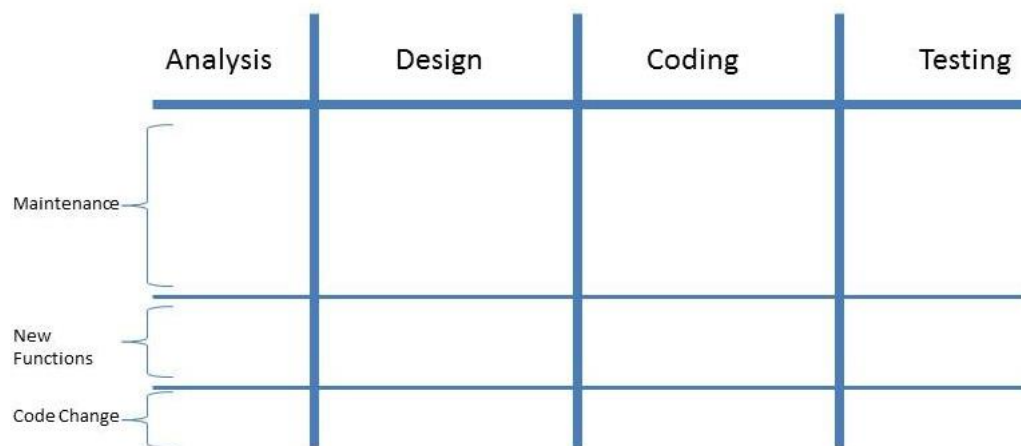 Analysis Design Coding Testing
Maintenance
New
Functions
Code Change